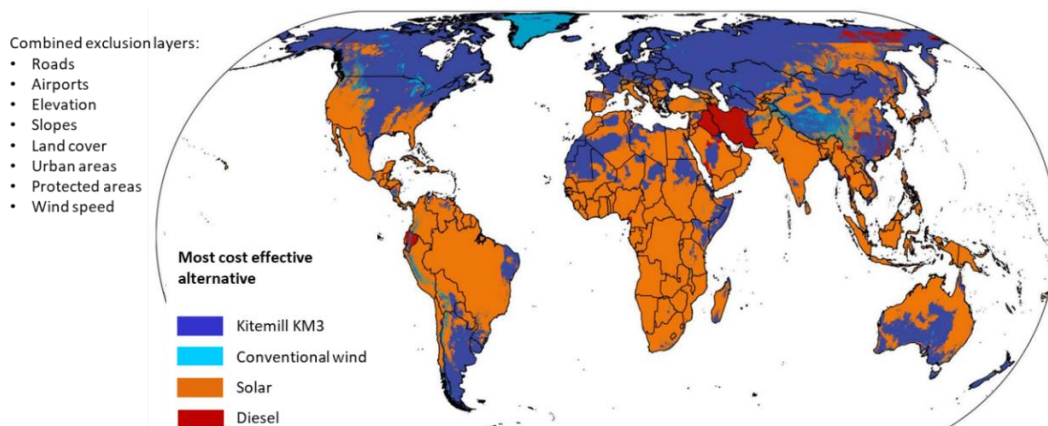 Combined exclusion layers:
• Roads
• Airports
• Elevation
• Slopes
• Land cover
• Urban areas
• Protected areas
• Wind speed
Most cost effective
alternative
Kitemill KM3
Conventional wind
Solar
Diesel